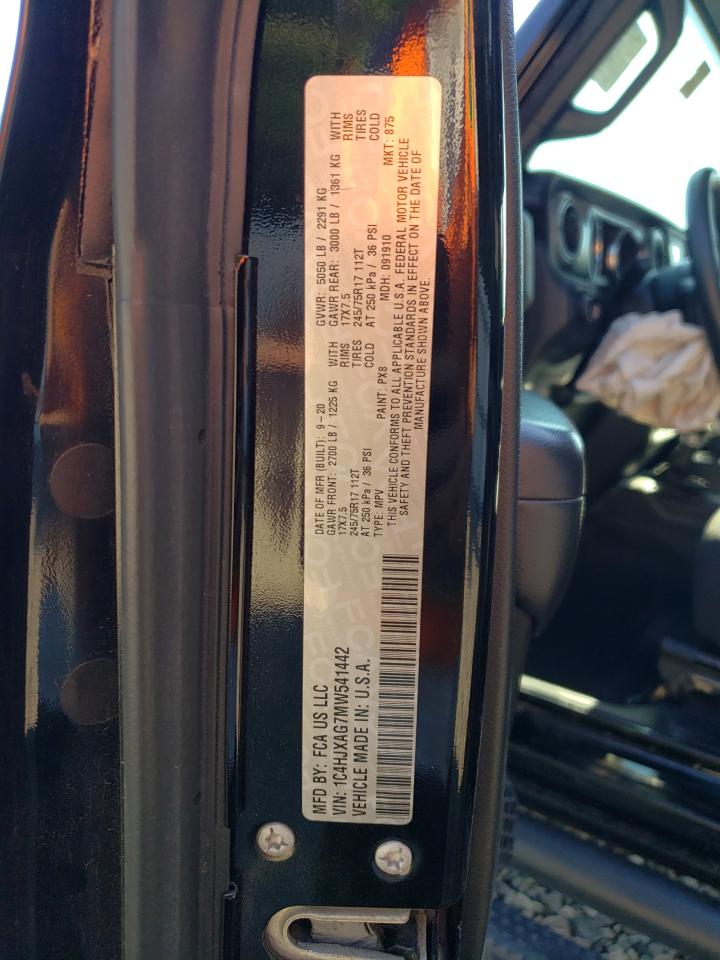 MFD BY: FCA US LLC
VIN: 1C4HJXAG7MW541442
VEHICLE MADE IN: U.S.A.
DATE OF MFR (BUILT): 9-20 GVWR: 5050 LB / 2291 KG
GAWR FRONT: 2700 LB / 1225 KG WITH GAWR REAR: 3000 LB / 1361 KG WITH
17X7.5 RIMS 17X7.5 RIMS
245/75R17 112T TIRES 245/75R17 112T TIRES
AT 250 kPa / 36 PSI COLD AT 250 kPa / 36 PSI COLD
TYPE: MPV PAINT: PX8 MDH: 091910 MKT: 875
THIS VEHICLE CONFORMS TO ALL APPLICABLE U.S.A. FEDERAL MOTOR VEHICLE
SAFETY AND THEFT PREVENTION STANDARDS IN EFFECT ON THE DATE OF
MANUFACTURE SHOWN ABOVE.